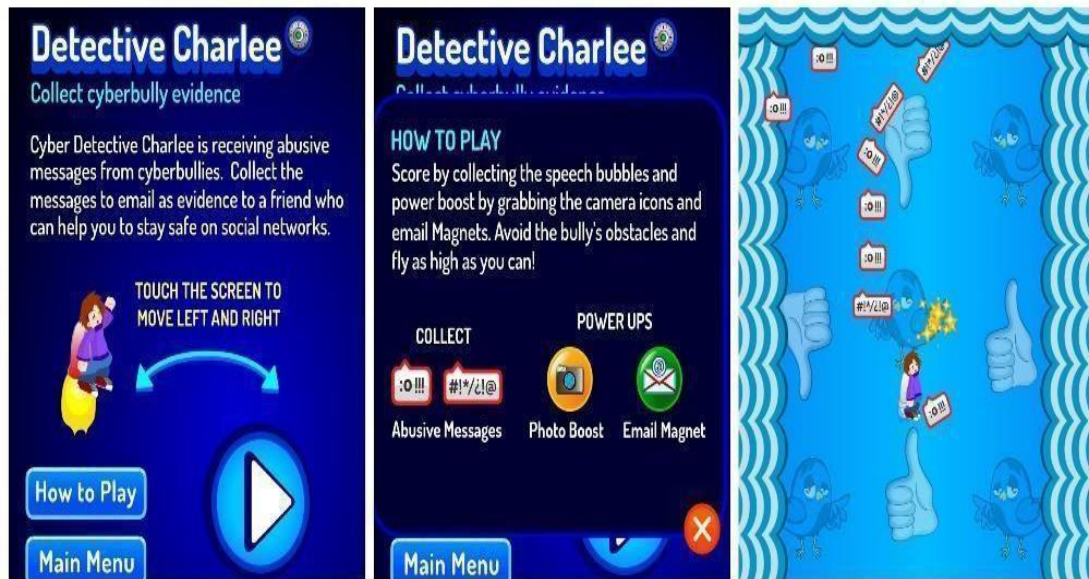 Detective Charlee
Collect cyberbully evidence
Cyber Detective Charlee is receiving abusive
messages from cyberbullies. Collect the
messages to email as evidence to a friend who
can help you to stay safe on social networks.
TOUCH THE SCREEN TO
MOVE LEFT AND RIGHT
How to Play
Main Menu
Detective Charlee
Collect cyberbully evidence
HOW TO PLAY
Score by collecting the speech bubbles and
power boost by grabbing the camera icons and
email Magnets. Avoid the bully's obstacles and
fly as high as you can!
COLLECT
POWER UPS
:O !!! #!*/¿!@
@
Abusive Messages Photo Boost Email Magnet
X
Main Menu
:O !!!
#!*/¿!@
:O !!!
#!*/¿!@
:O !!!
:O !!!
:O !!!
#!*/¿!@
:O !!!